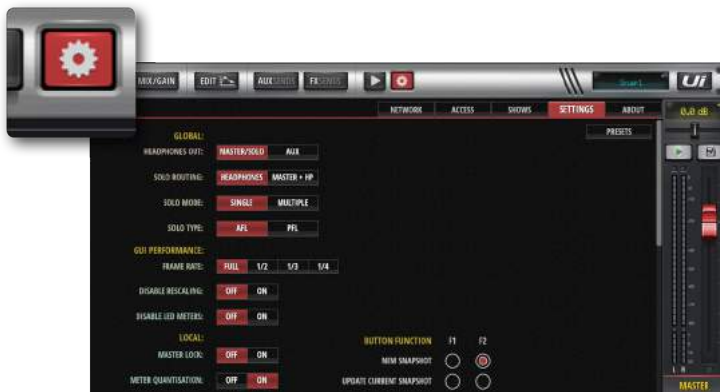 MIX/GAIN EDIT AUX SENDS FX SENDS Ui
NETWORK ACCESS SHOWS SETTINGS ABOUT 0.0 dB
PRESETS
GLOBAL:
HEADPHONES OUT: MASTER/SOLO AUX
SOLO ROUTING: HEADPHONES MASTER + HP
SOLO MODE: SINGLE MULTIPLE
SOLO TYPE: AFL PFL
GUI PERFORMANCE:
FRAME RATE: FULL 1/2 1/3 1/4
DISABLE RESCALING: OFF ON
DISABLE LED METERS: OFF ON
LOCAL: BUTTON FUNCTION F1 F2
MASTER LOCK: OFF ON NEW SNAPSHOT
METER QUANTISATION: OFF ON UPDATE CURRENT SNAPSHOT
L R
MASTER